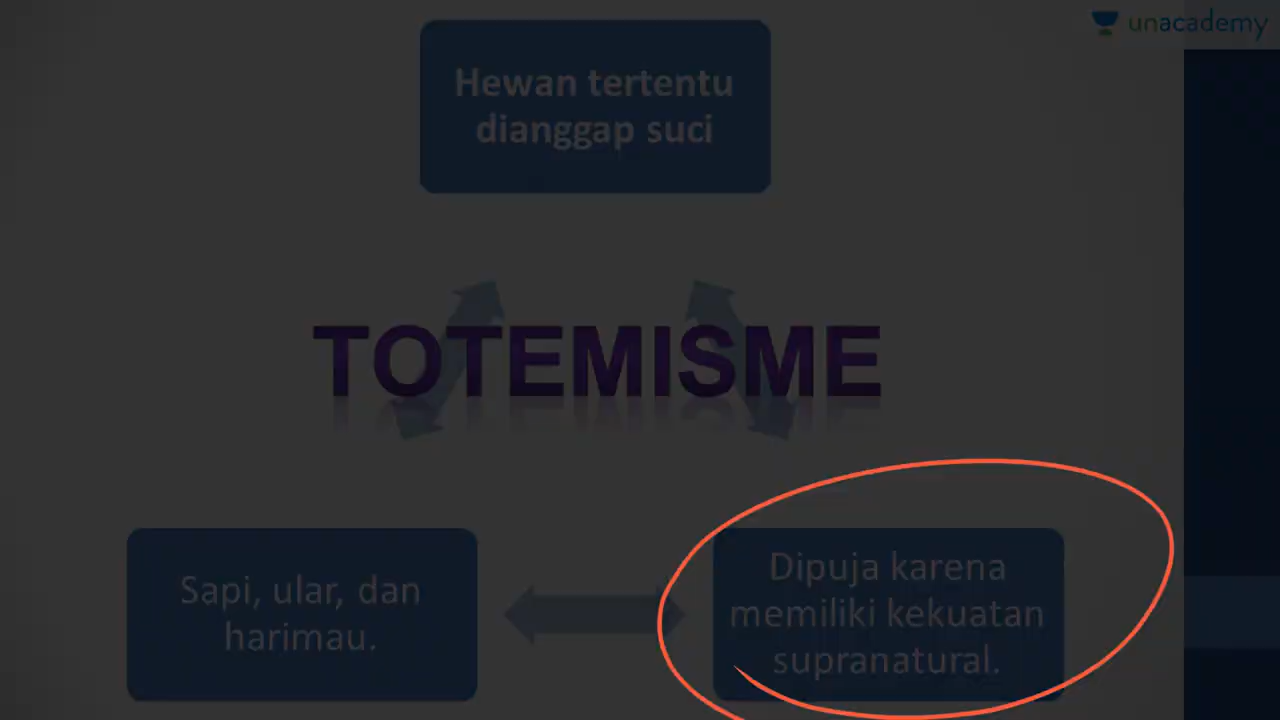 unacademy
Hewan tertentu
dianggap suci
TOTEMISME
Sapi, ular, dan
harimau.
Dipuja karena
memiliki kekuatan
supranatural.